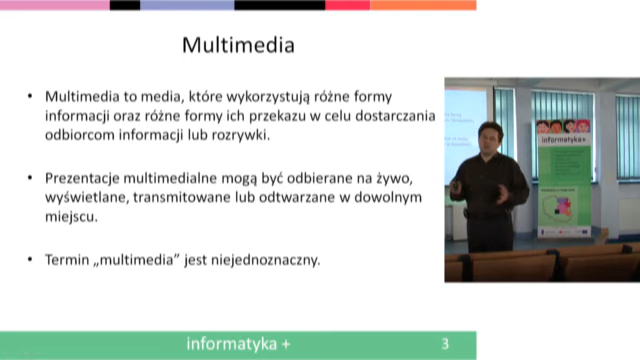 Multimedia
• Multimedia to media, które wykorzystują różne formy
informacji oraz różne formy ich przekazu w celu dostarczania
odbiorcom informacji lub rozrywki.
• Prezentacje multimedialne mogą być odbierane na żywo,
wyświetlane, transmitowane lub odtwarzane w dowolnym
miejscu.
• Termin „multimedia” jest niejednoznaczny.
informatyka +
3
informatyka+